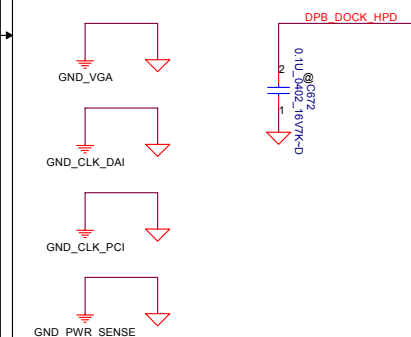 DPB_DOCK_HPD
GND_VGA
2
@C672
0.1U_0402_16V7K~D
1
GND_CLK_DAI
GND_CLK_PCI
GND_PWR_SENSE